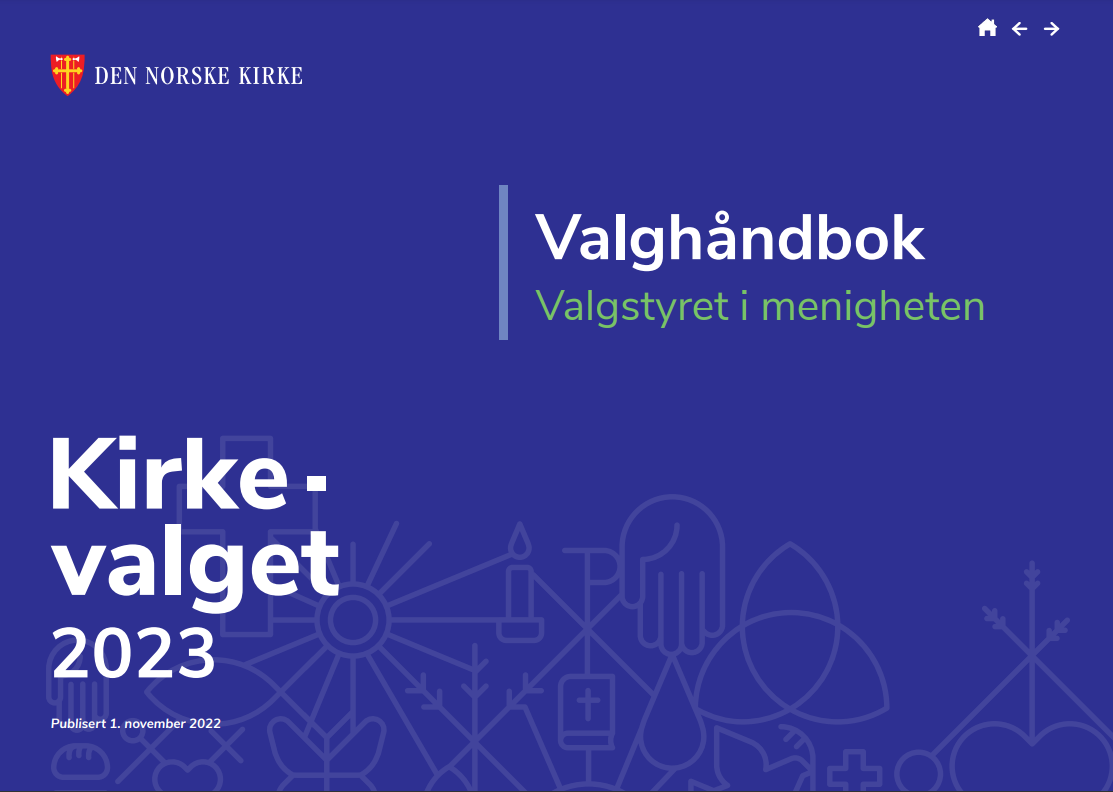 DEN NORSKE KIRKE
Valghåndbok
Valgstyret i menigheten
Kirke-
valget
2023
Publisert 1. november 2022